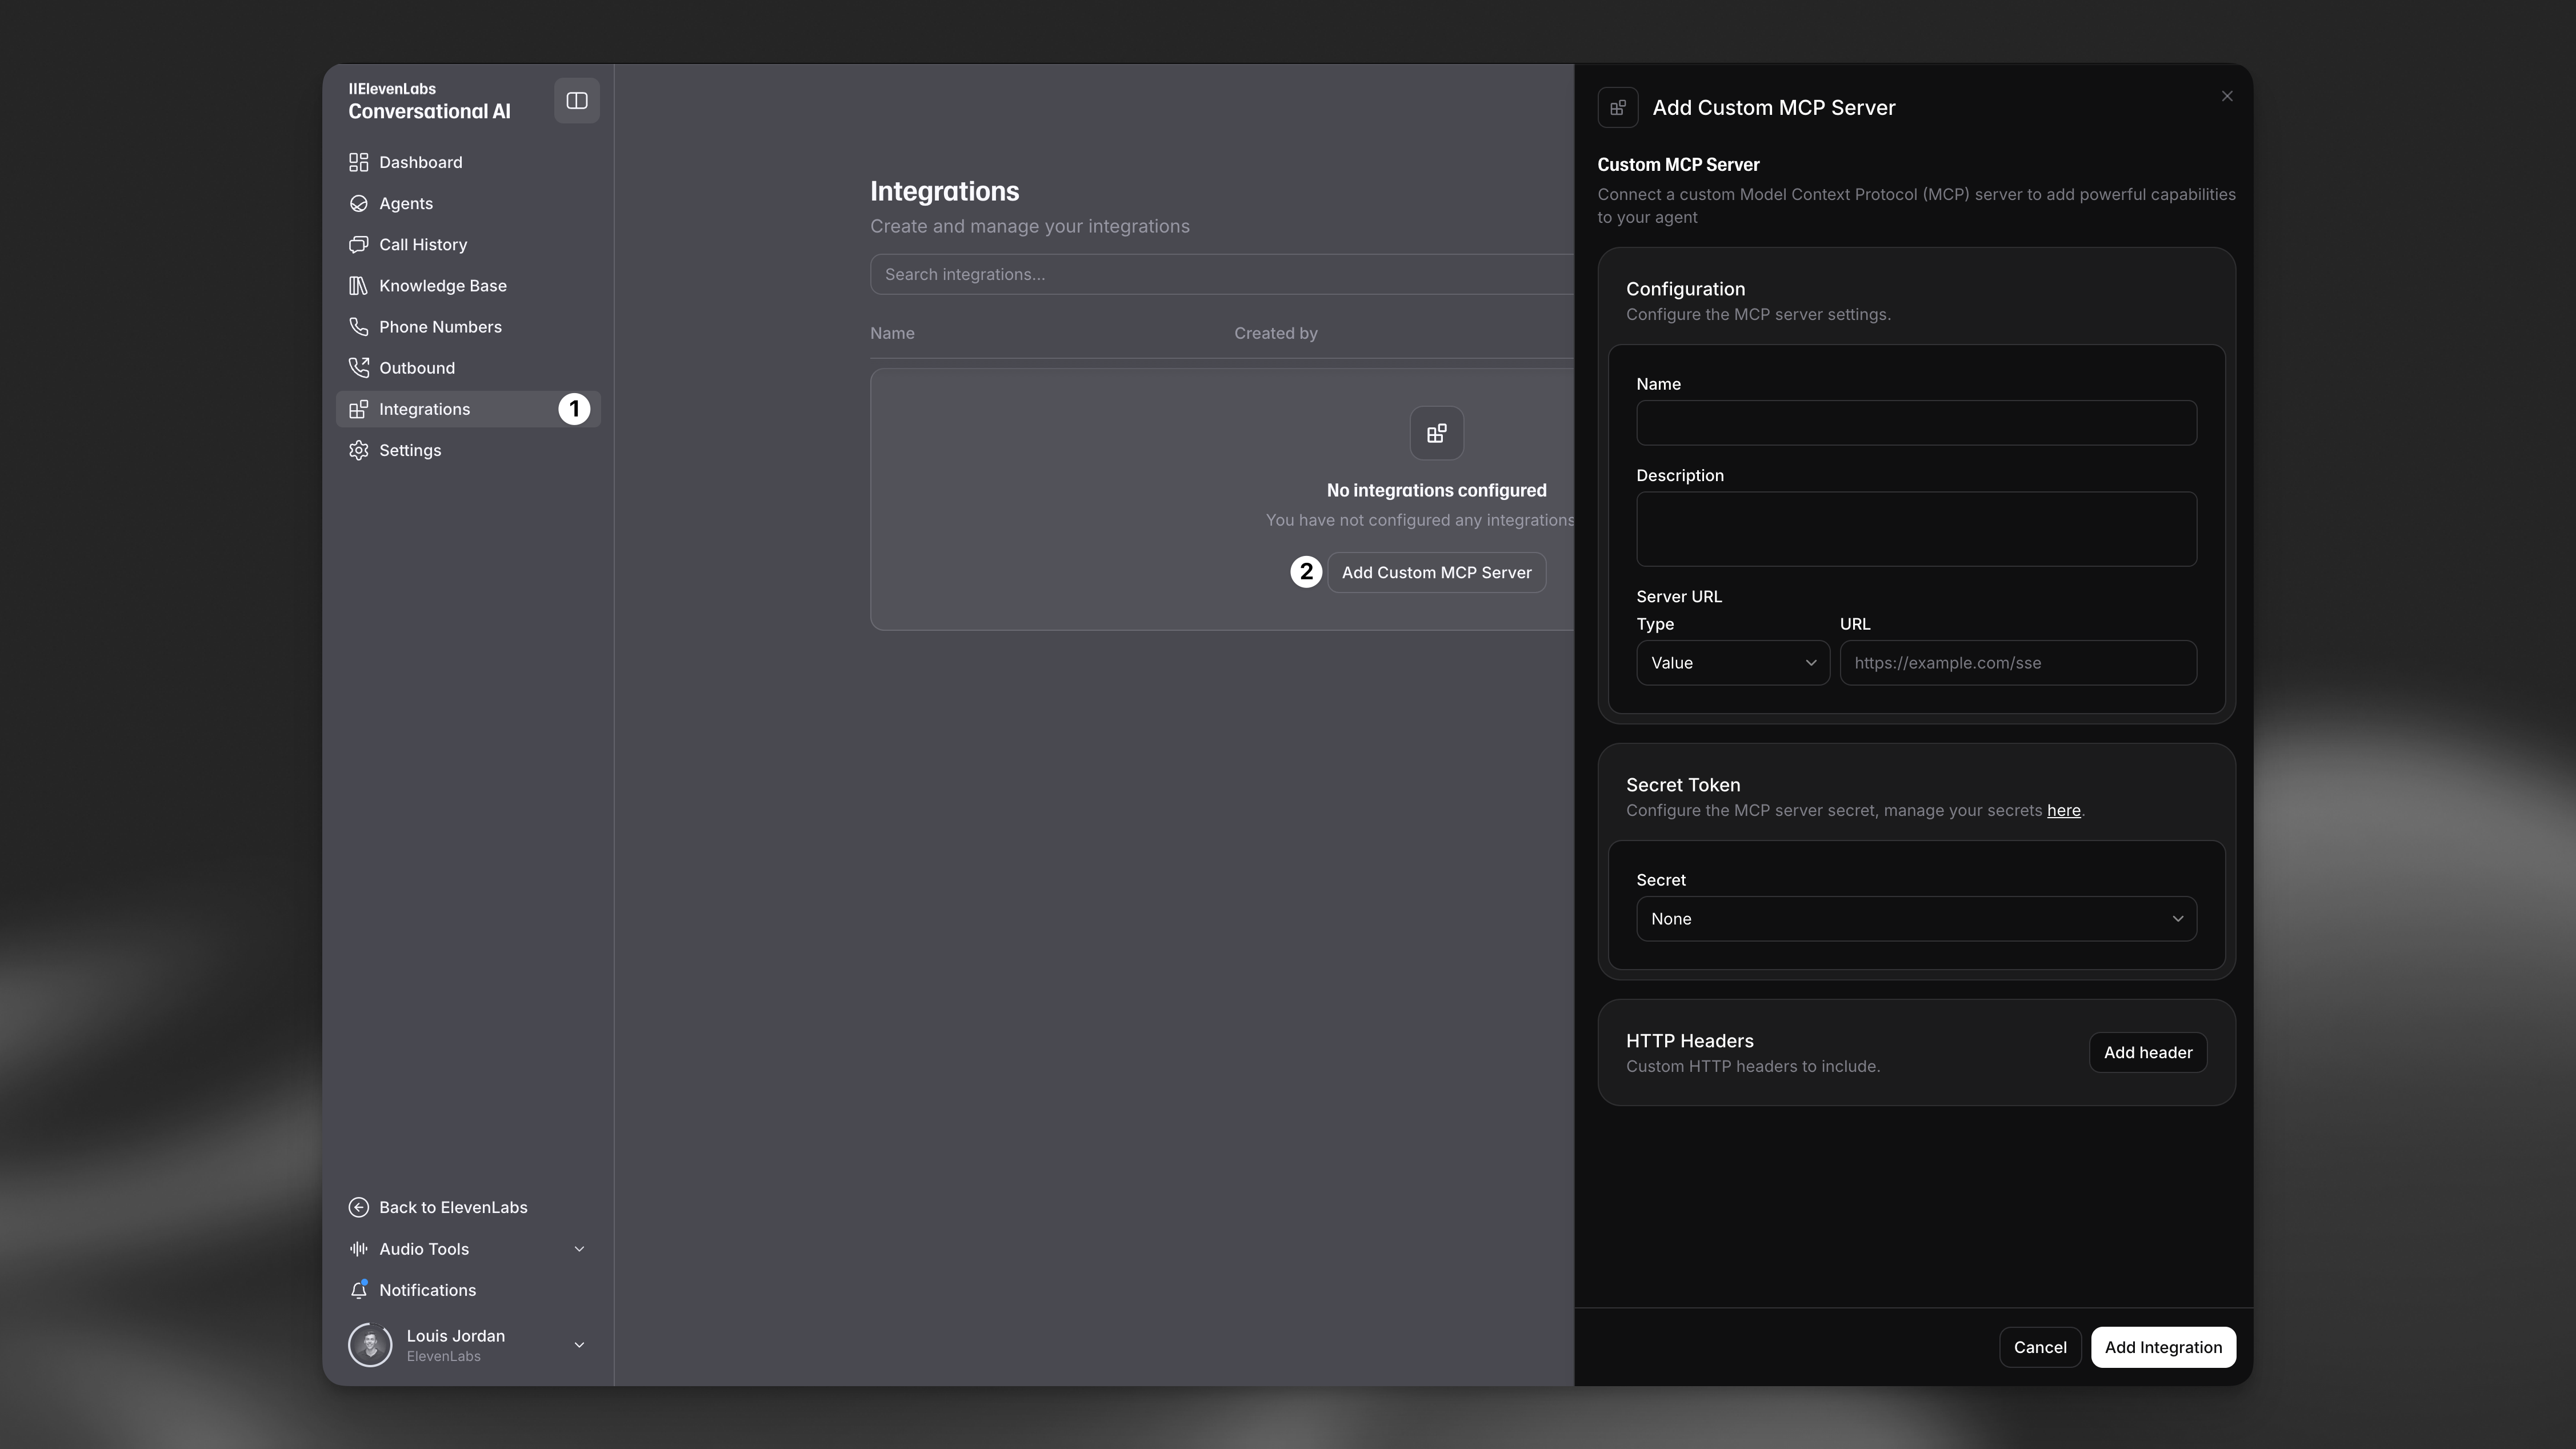 IIElevenLabs
Conversational AI
Dashboard
Agents
Call History
Knowledge Base
Phone Numbers
Outbound
Integrations
1
Settings
Back to ElevenLabs
Audio Tools
Notifications
Louis Jordan
ElevenLabs
Integrations
Create and manage your integrations
Search integrations...
Name
Created by
No integrations configured
You have not configured any integrations
2
Add Custom MCP Server
Add Custom MCP Server
Custom MCP Server
Connect a custom Model Context Protocol (MCP) server to add powerful capabilities
to your agent
Configuration
Configure the MCP server settings.
Name
Description
Server URL
Type
URL
Value
https://example.com/sse
Secret Token
Configure the MCP server secret, manage your secrets here.
Secret
None
HTTP Headers
Custom HTTP headers to include.
Add header
Cancel
Add Integration